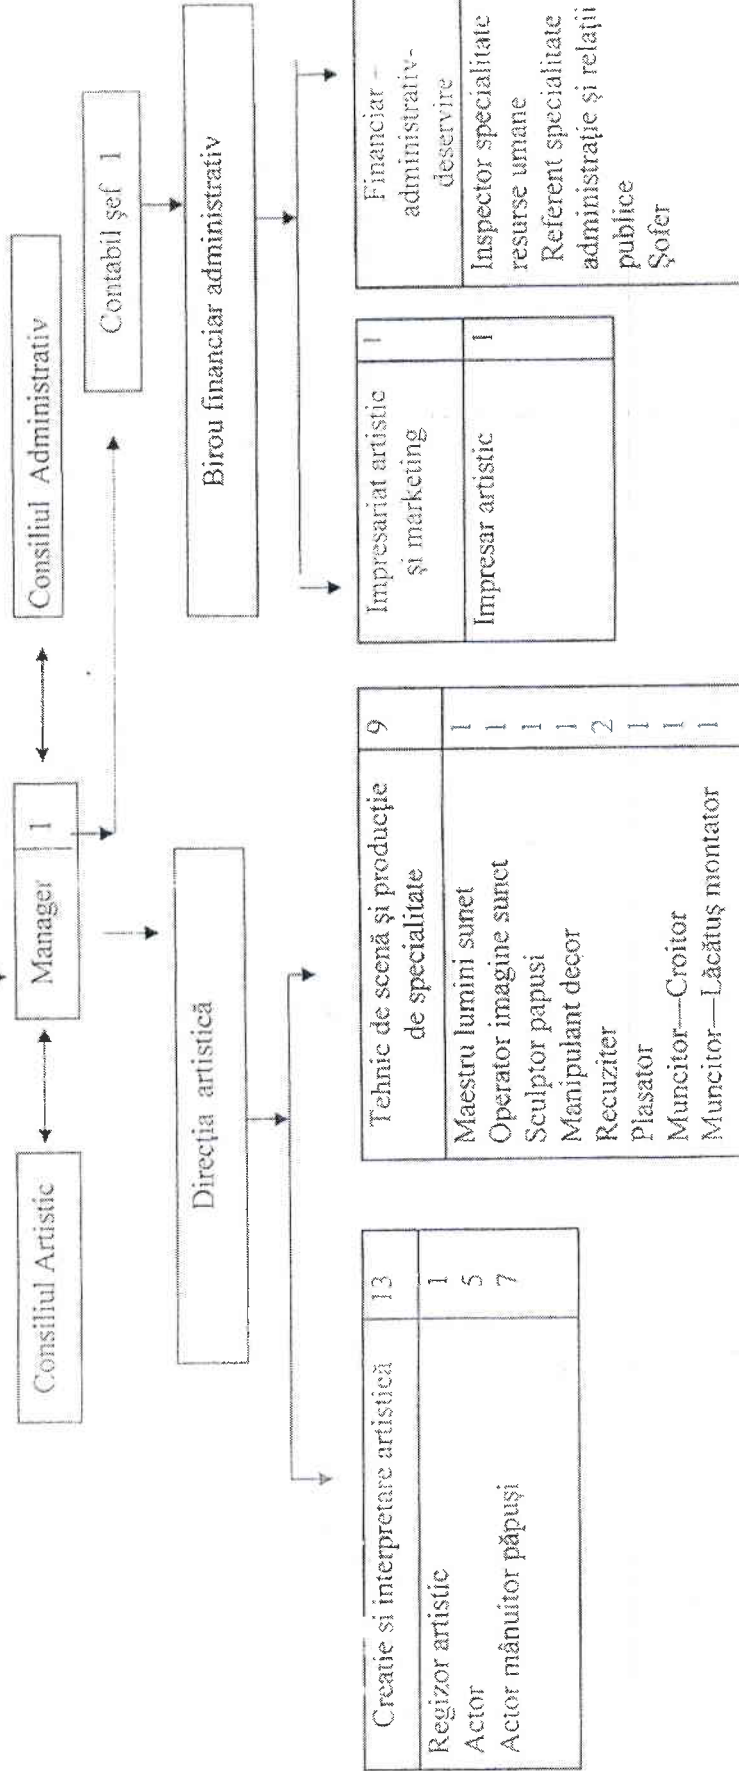 Consiliul Artistic
Manager 1
Consiliul Administrativ
Contabil şef 1
Direcţia artistică
Birou financiar administrativ
Creatie si interpretare artistică 13
Regizor artistic 1
Actor 5
Actor mânuitor păpuşi 7
Tehnic de scenă şi producţie 9
de specialitate
Maestru lumini sunet 1
Operator imagine sunet 1
Sculptor papusi 1
Manipulant decor 1
Recuziter 2
Plasator 1
Muncitor—Croitor 1
Muncitor—Lăcătuş montator 1
Impresariat artistic 1
şi marketing
Impresar artistic 1
Financiar –
administrativ-
deservire
Inspector specialitate
resurse umane
Referent specialitate
administraţie şi relaţii
publice
Şofer